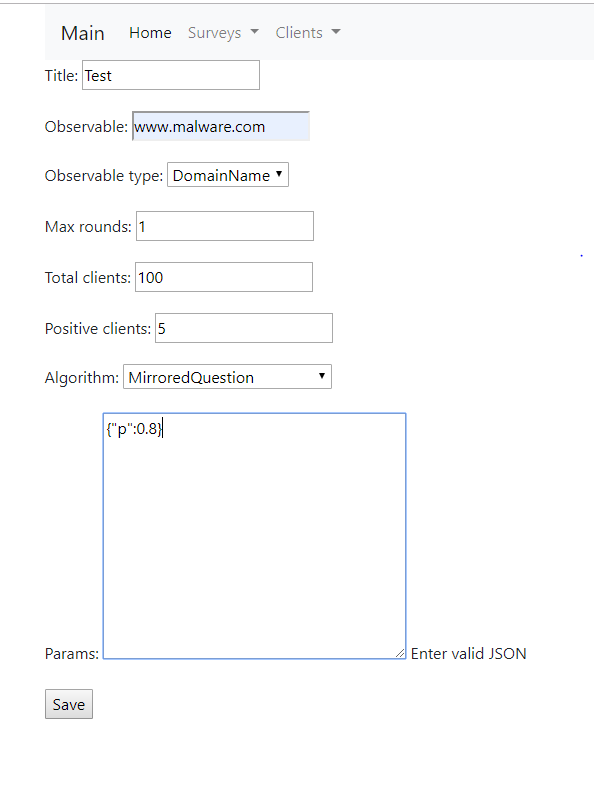 Main Home Surveys Clients
Title: Test
Observable: www.malware.com
Observable type: DomainName
Max rounds: 1
Total clients: 100
Positive clients: 5
Algorithm: MirroredQuestion
{"p":0.8}
Params: Enter valid JSON
Save